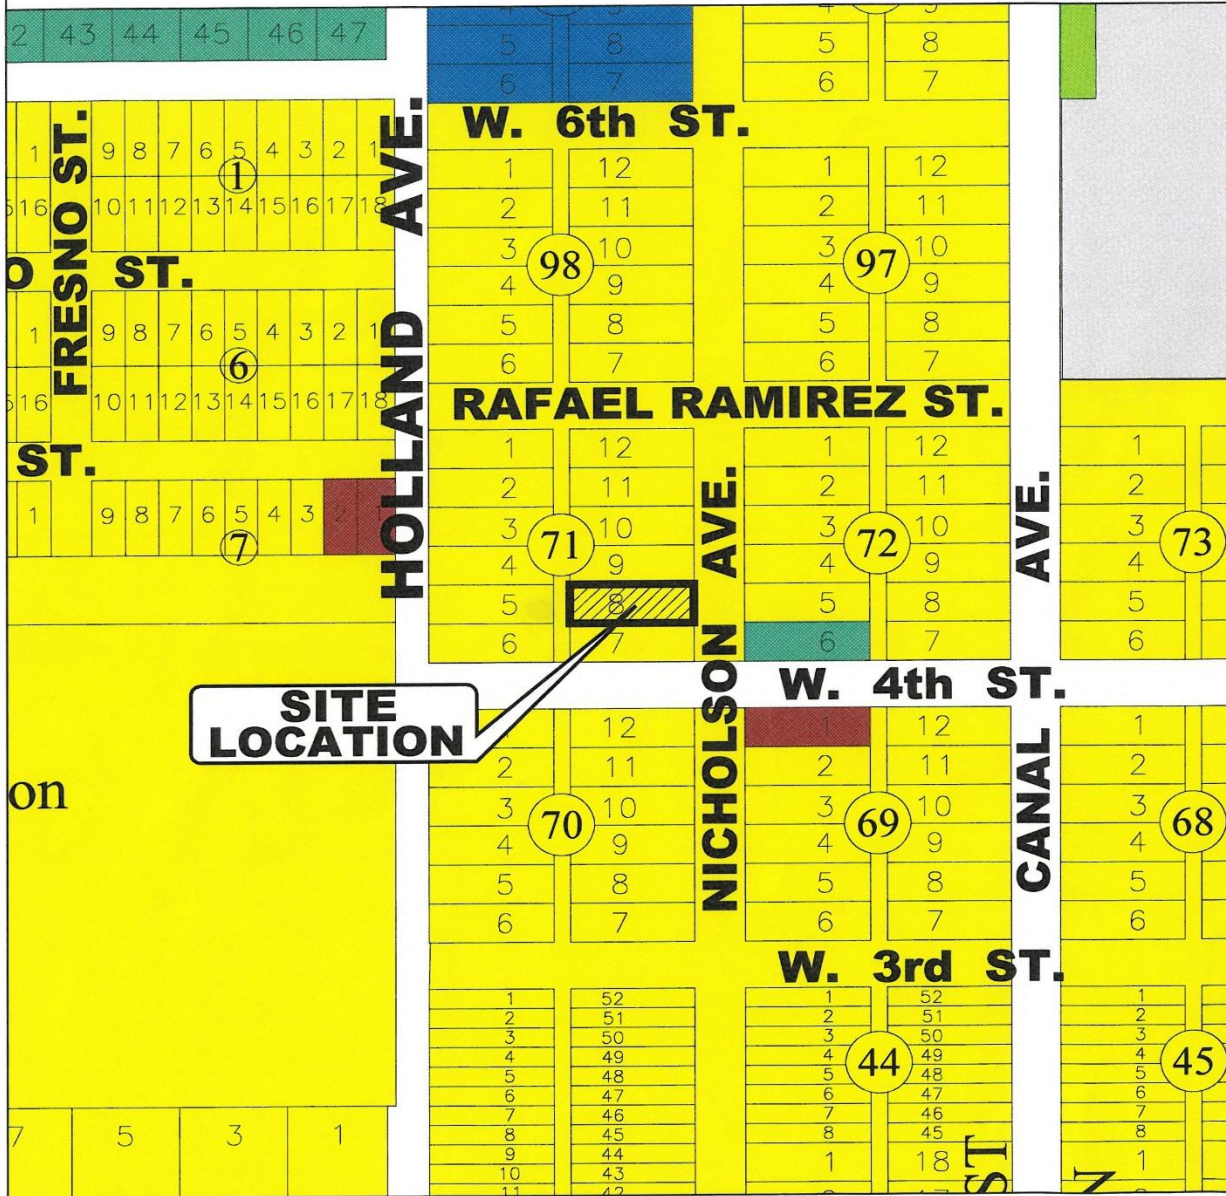 2 43 44 45 46 47
4 9 4 9
5 8 5 8
6 7 6 7
W. 6th ST.
FRESNO ST.
HOLLAND AVE.
1 9 8 7 6 5 4 3 2 1
1
16 10 11 12 13 14 15 16 17 18
O ST.
1 9 8 7 6 5 4 3 2 1
6
16 10 11 12 13 14 15 16 17 18
ST.
1 9 8 7 6 5 4 3 2 1
7
1 12 1 12
2 11 2 11
3 10 3 10
98 97
4 9 4 9
5 8 5 8
6 7 6 7
RAFAEL RAMIREZ ST.
1 12 1 12 1
2 11 2 11 2
3 10 3 10 3
71 72 73
4 9 4 9 4
5 8 5 8 5
6 7 6 7 6
NICHOLSON AVE.
CANAL AVE.
W. 4th ST.
SITE
LOCATION
on
12 1 12 1
2 11 2 11 2
3 10 3 10 3
70 69 68
4 9 4 9 4
5 8 5 8 5
6 7 6 7 6
W. 3rd ST.
1 52 1 52 1
2 51 2 51 2
3 50 3 50 3
4 49 4 49 4
44 45
5 48 5 48 5
6 47 6 47 6
7 46 7 46 7
8 45 8 45 8
9 44 1 18 1
10 43
11 42
7 5 3 1
ST
N